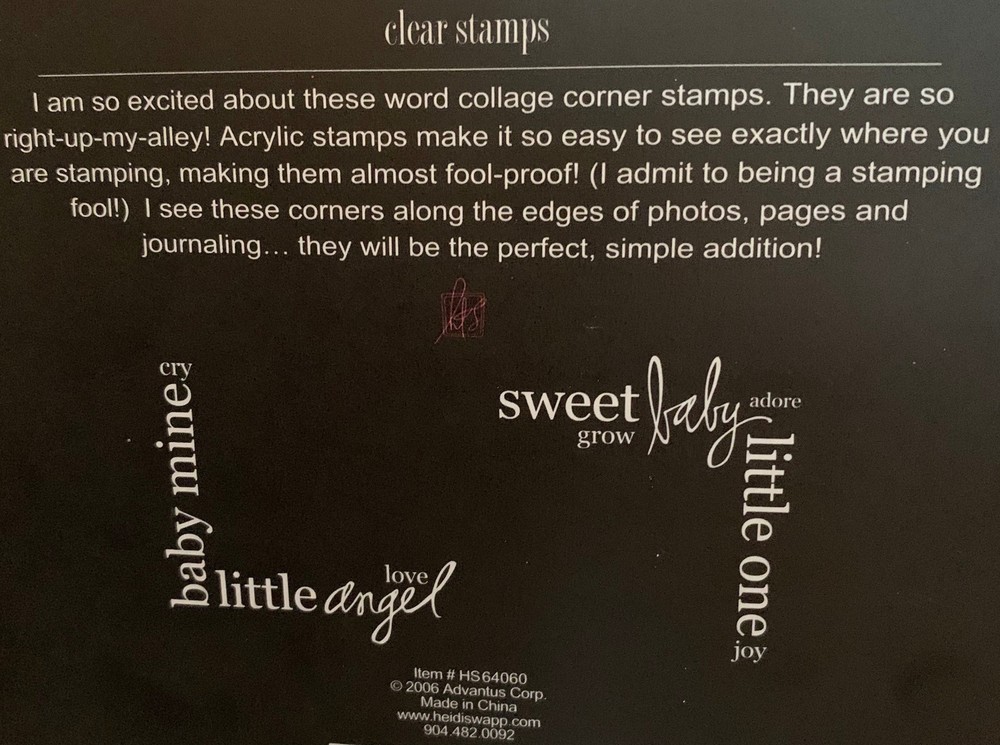 clear stamps
I am so excited about these word collage corner stamps. They are so
right-up-my-alley! Acrylic stamps make it so easy to see exactly where you
are stamping, making them almost fool-proof! (I admit to being a stamping
fool!) I see these corners along the edges of photos, pages and
journaling... they will be the perfect, simple addition!
hs
cry
baby mine
little angel
love
sweet baby
adore
grow
little one
joy
Item # HS64060
© 2006 Advantus Corp.
Made in China
www.heidiswapp.com
904.482.0092